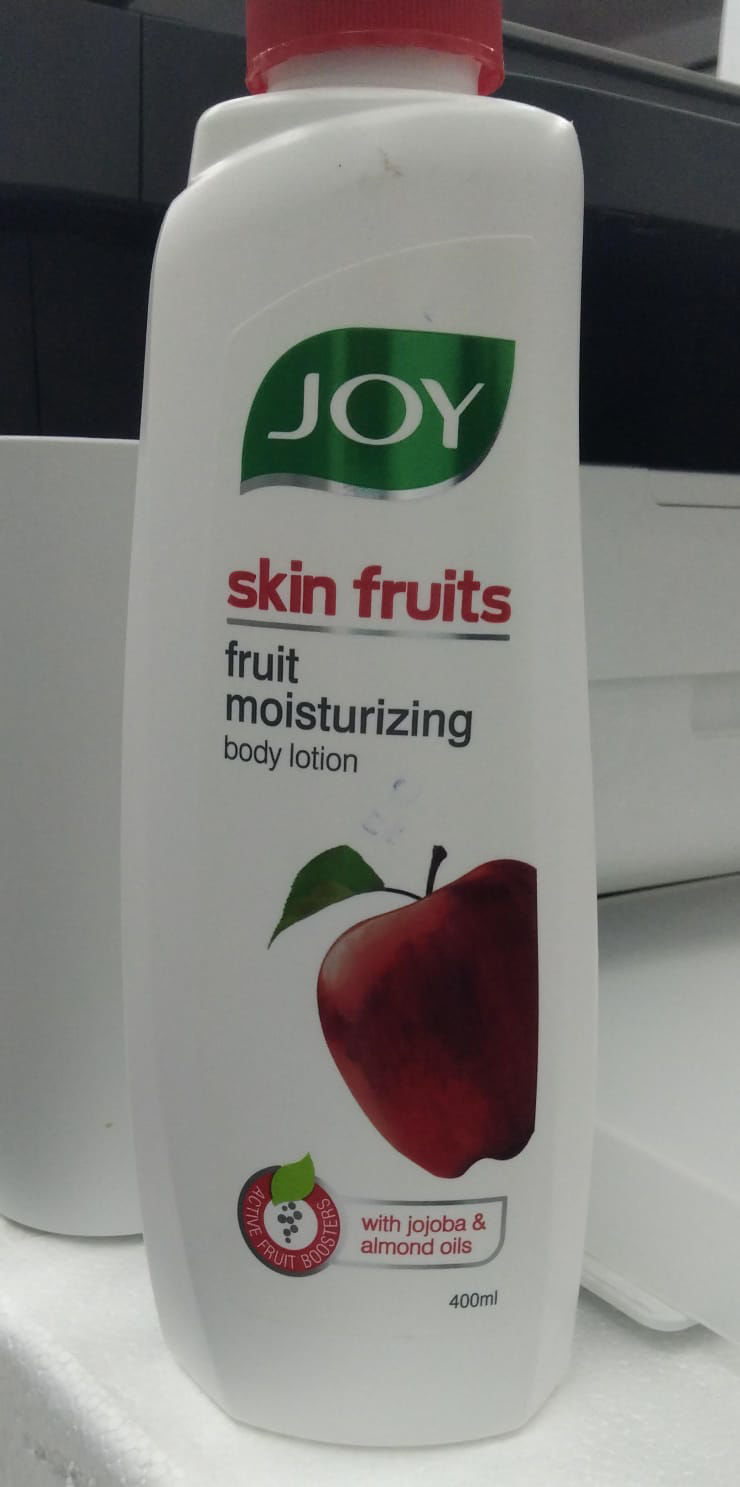 JOY
skin fruits
fruit
moisturizing
body lotion
ACTIVE FRUIT BOOSTERS
with jojoba &
almond oils
400ml